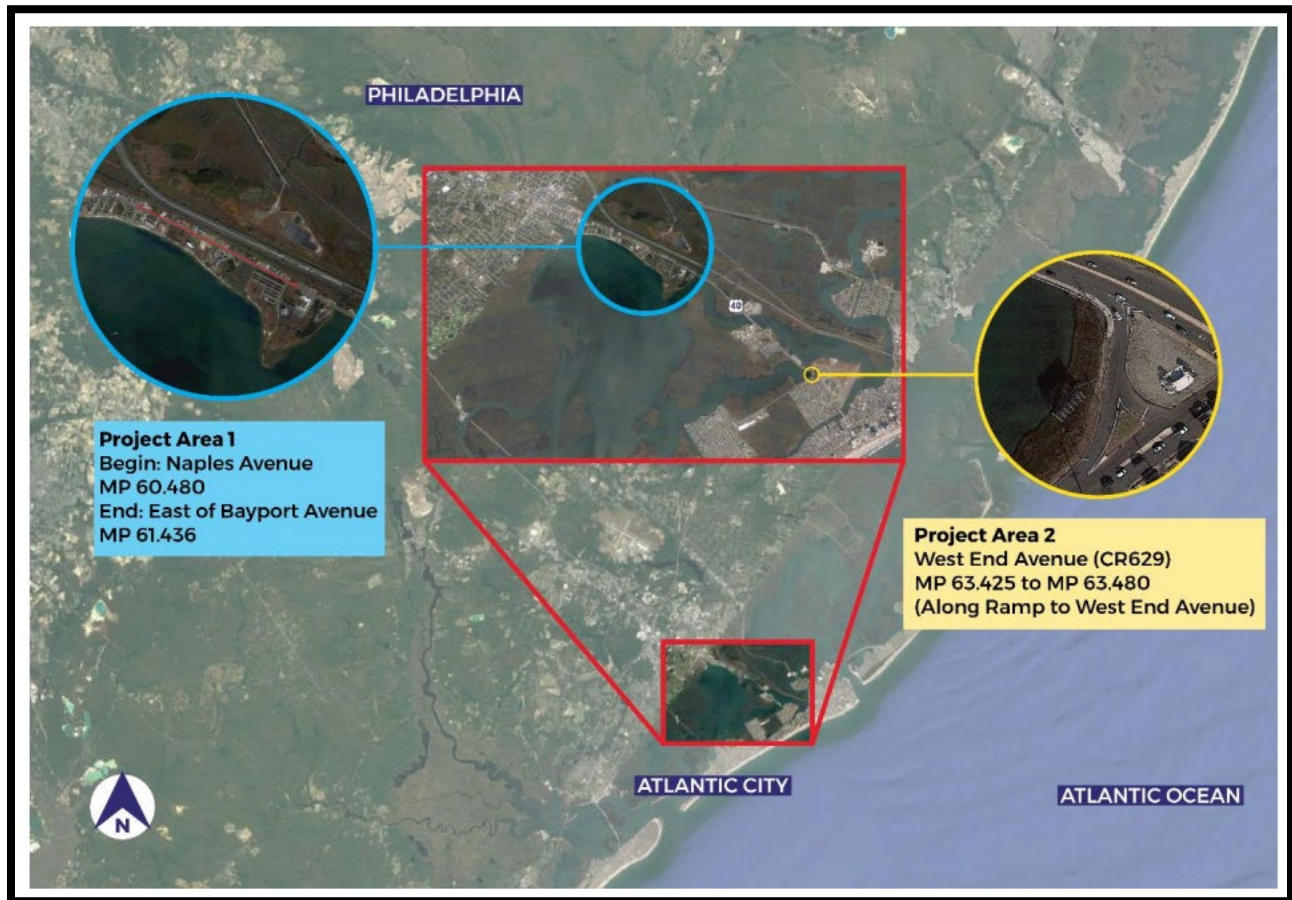 PHILADELPHIA
40
Project Area 1
Begin: Naples Avenue
MP 60.480
End: East of Bayport Avenue
MP 61.436
Project Area 2
West End Avenue (CR629)
MP 63.425 to MP 63.480
(Along Ramp to West End Avenue)
ATLANTIC CITY
ATLANTIC OCEAN
N